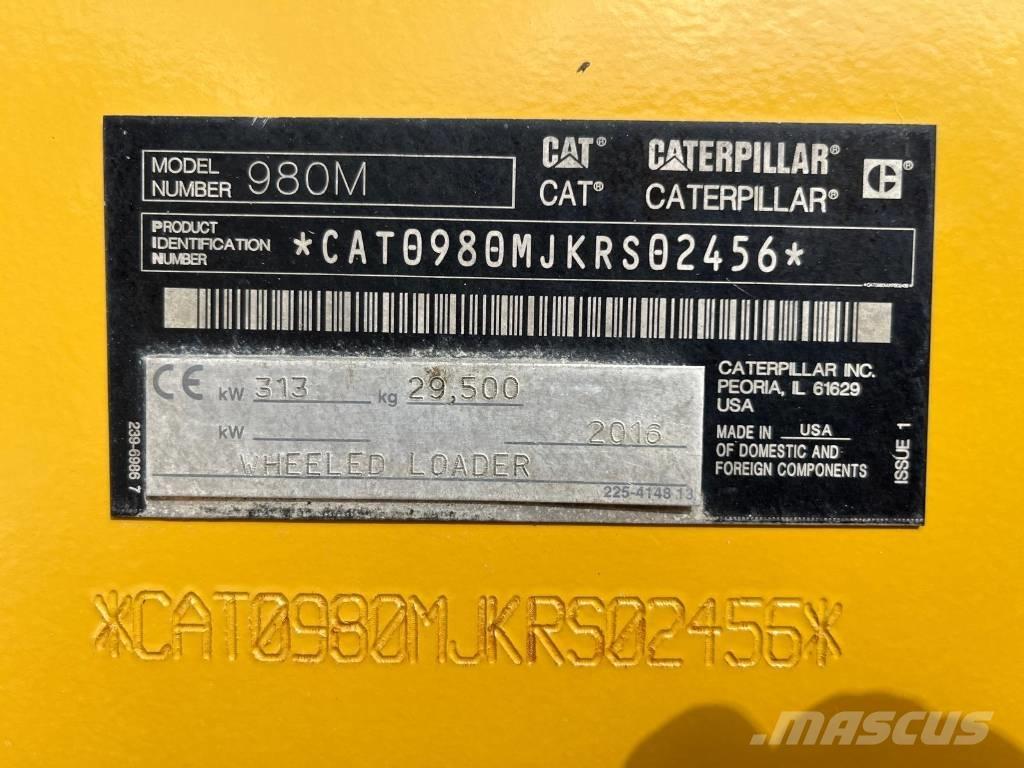 MODEL NUMBER 980M
CAT® CATERPILLAR®
CAT® CATERPILLAR®
PRODUCT
IDENTIFICATION
NUMBER
*CAT0980MJKRS02456*
CE kW 313 kg 29,500
kW 2016
WHEELED LOADER
225-4148 13
239-6986 7
CATERPILLAR INC.
PEORIA, IL 61629
USA
MADE IN USA
OF DOMESTIC AND
FOREIGN COMPONENTS
ISSUE 1
*CAT0980MJKRS02456*
MASCUS